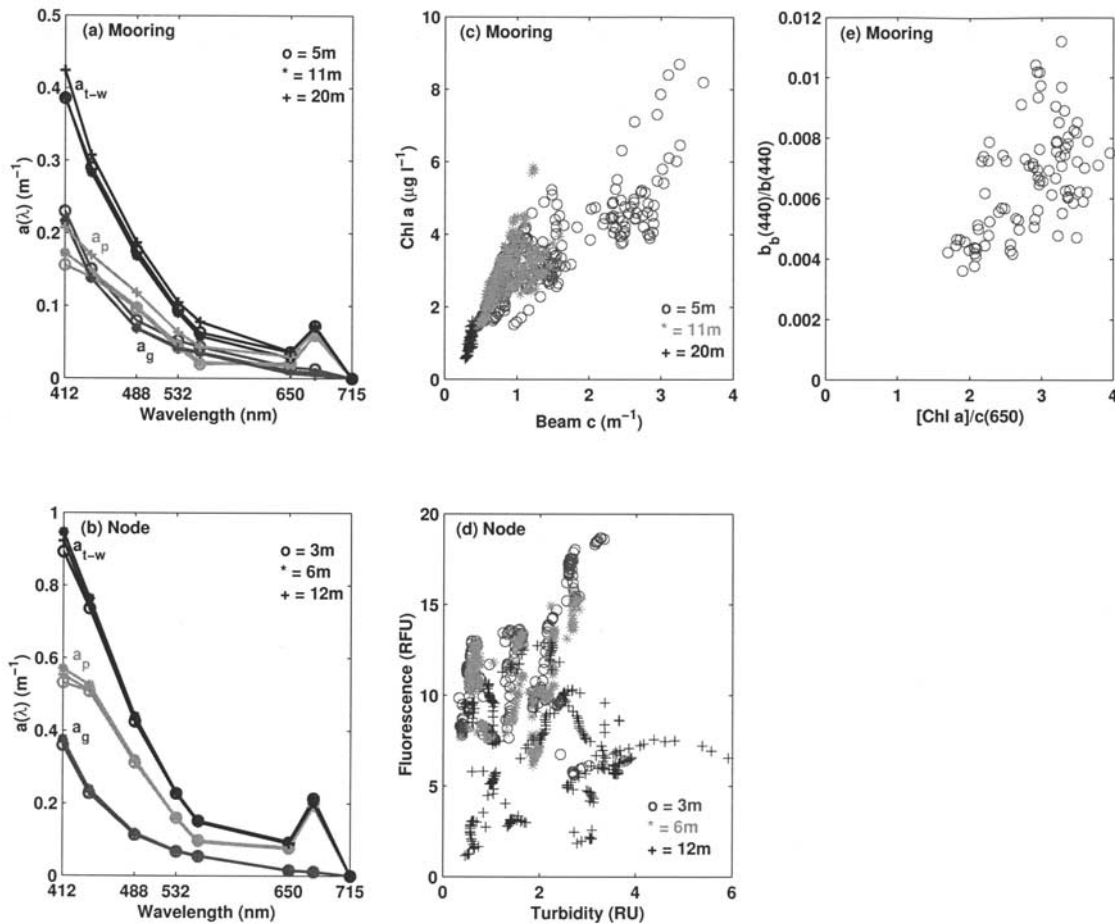 (a) Mooring
o = 5m
* = 11m
+ = 20m
a_t-w
a_p
a_g
a(λ) (m⁻¹)
0.5
0.4
0.3
0.2
0.1
0
412 488 532 650 715
Wavelength (nm)
(c) Mooring
o = 5m
* = 11m
+ = 20m
Chl a (μg l⁻¹)
10
8
6
4
2
0
0 1 2 3 4
Beam c (m⁻¹)
(e) Mooring
b_b(440)/b(440)
0.012
0.01
0.008
0.006
0.004
0.002
0
0 2 3 4
[Chl a]/c(650)
(b) Node
o = 3m
* = 6m
+ = 12m
a_t-w
a_p
a_g
a(λ) (m⁻¹)
1
0.8
0.6
0.4
0.2
0
412 488 532 650 715
Wavelength (nm)
(d) Node
o = 3m
* = 6m
+ = 12m
Fluorescence (RFU)
20
15
10
5
0
0 2 4 6
Turbidity (RU)